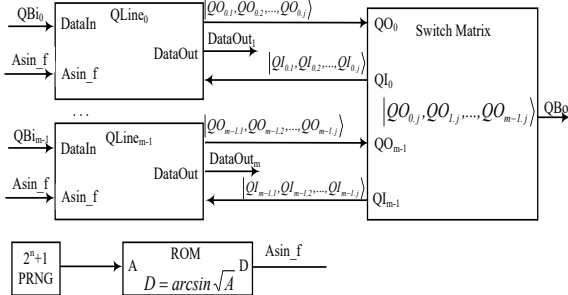 QBi₀
DataIn
QLine₀
|QO₀.₁,QO₀.₂,...,QO₀.ⱼ⟩
QO₀
Switch Matrix
DataOut
DataOut₁
Asin_f
Asin_f
|QI₀.₁,QI₀.₂,...,QI₀.ⱼ⟩
QI₀
|QO₀.ⱼ,QO₁.ⱼ,...,QOₘ₋₁.ⱼ⟩
QBo
...
QBiₘ₋₁
DataIn
QLineₘ₋₁
|QOₘ₋₁.₁,QOₘ₋₁.₂,...,QOₘ₋₁.ⱼ⟩
QOₘ₋₁
DataOut
DataOutₘ
Asin_f
Asin_f
|QIₘ₋₁.₁,QIₘ₋₁.₂,...,QIₘ₋₁.ⱼ⟩
QIₘ₋₁
2ⁿ+1
PRNG
ROM
A
D
D = arcsin√A
Asin_f